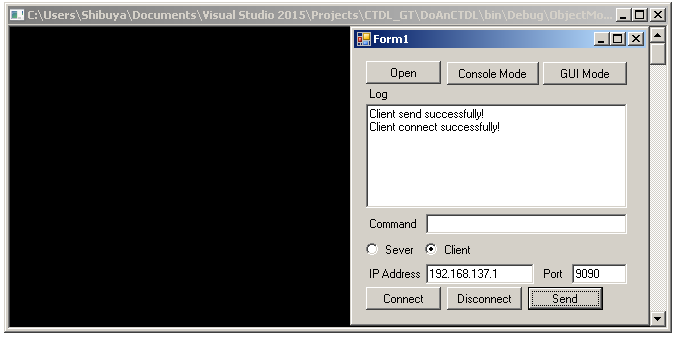 C:\Users\Shibuya\Documents\Visual Studio 2015\Projects\CTDL_GT\DoAnCTDL\bin\Debug\ObjectMo...
Form1
Open Console Mode GUI Mode
Log
Client send successfully!
Client connect successfully!
Command
Sever Client
IP Address 192.168.137.1 Port 9090
Connect Disconnect Send